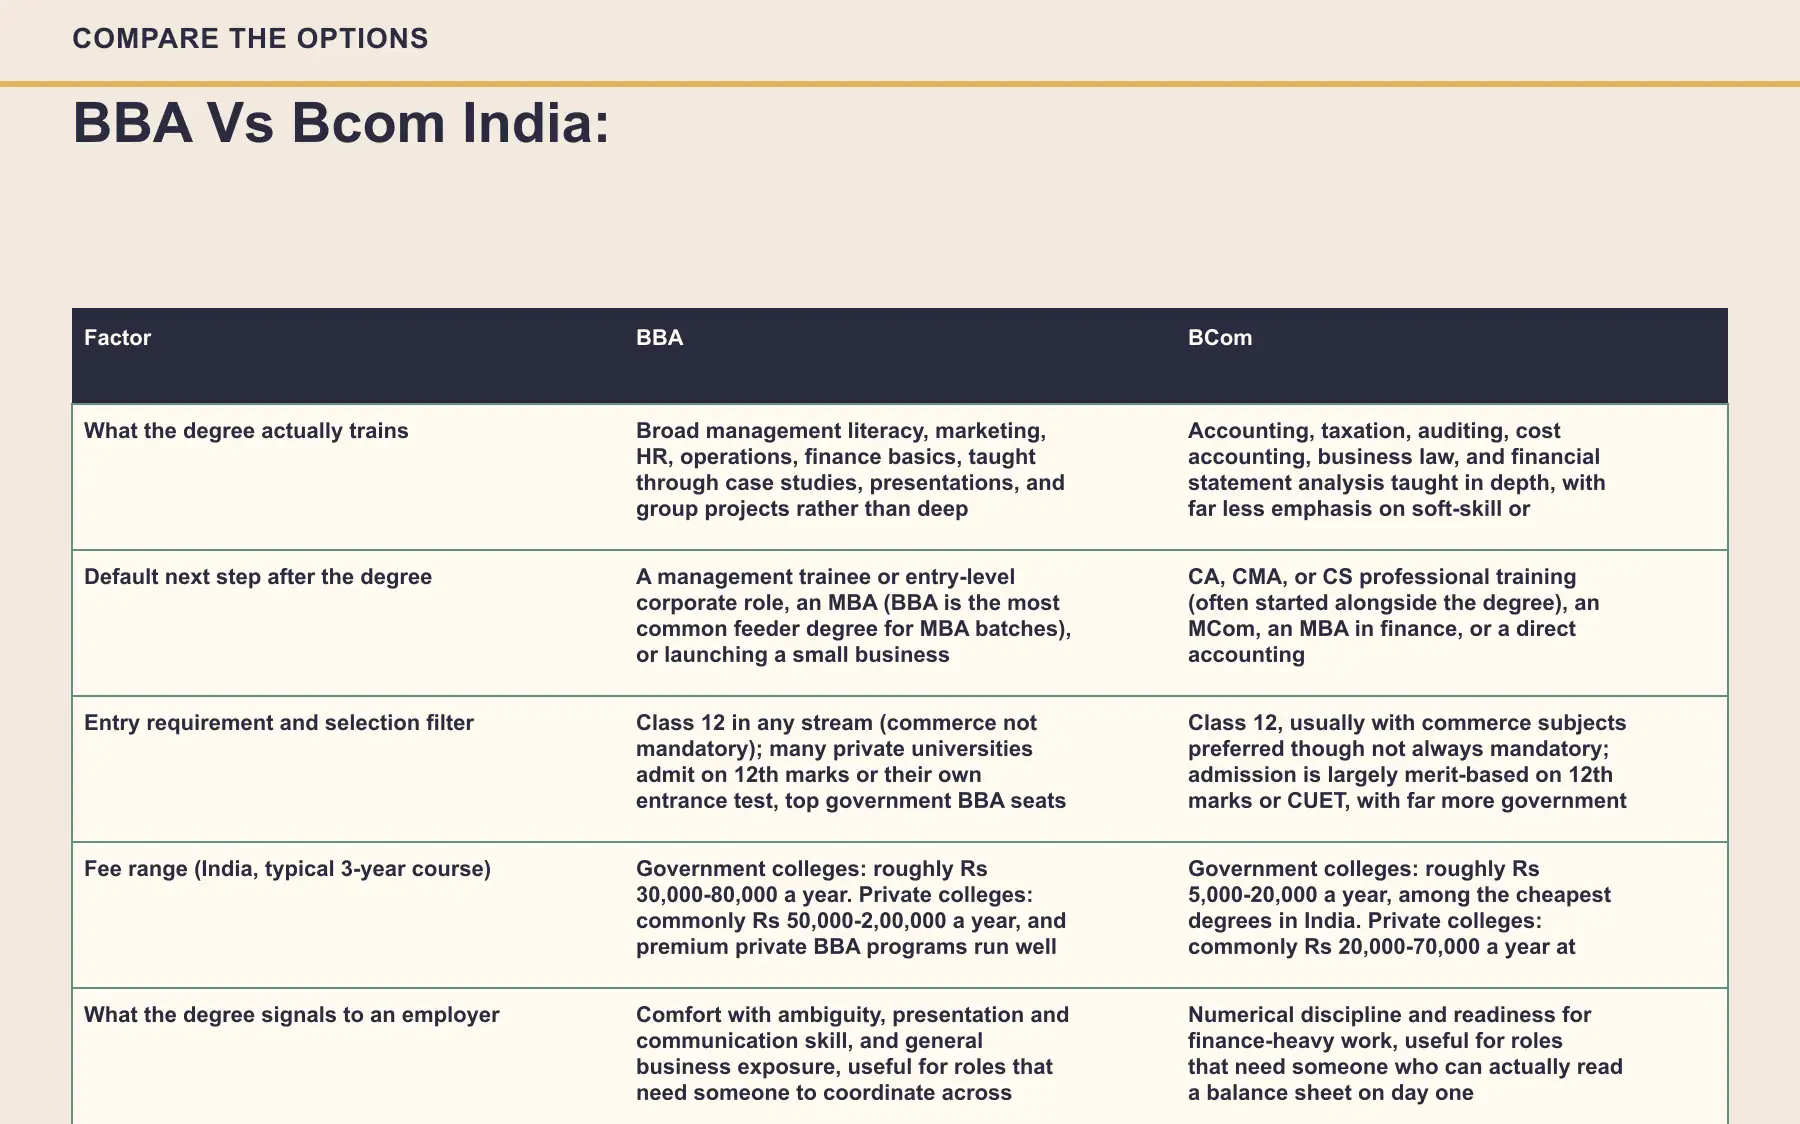 COMPARE THE OPTIONS
BBA Vs Bcom India:
Factor
BBA
BCom
What the degree actually trains
Broad management literacy, marketing,
HR, operations, finance basics, taught
through case studies, presentations, and
group projects rather than deep
Accounting, taxation, auditing, cost
accounting, business law, and financial
statement analysis taught in depth, with
far less emphasis on soft-skill or
Default next step after the degree
A management trainee or entry-level
corporate role, an MBA (BBA is the most
common feeder degree for MBA batches),
or launching a small business
CA, CMA, or CS professional training
(often started alongside the degree), an
MCom, an MBA in finance, or a direct
accounting
Entry requirement and selection filter
Class 12 in any stream (commerce not
mandatory); many private universities
admit on 12th marks or their own
entrance test, top government BBA seats
Class 12, usually with commerce subjects
preferred though not always mandatory;
admission is largely merit-based on 12th
marks or CUET, with far more government
Fee range (India, typical 3-year course)
Government colleges: roughly Rs
30,000-80,000 a year. Private colleges:
commonly Rs 50,000-2,00,000 a year, and
premium private BBA programs run well
Government colleges: roughly Rs
5,000-20,000 a year, among the cheapest
degrees in India. Private colleges:
commonly Rs 20,000-70,000 a year at
What the degree signals to an employer
Comfort with ambiguity, presentation and
communication skill, and general
business exposure, useful for roles that
need someone to coordinate across
Numerical discipline and readiness for
finance-heavy work, useful for roles
that need someone who can actually read
a balance sheet on day one